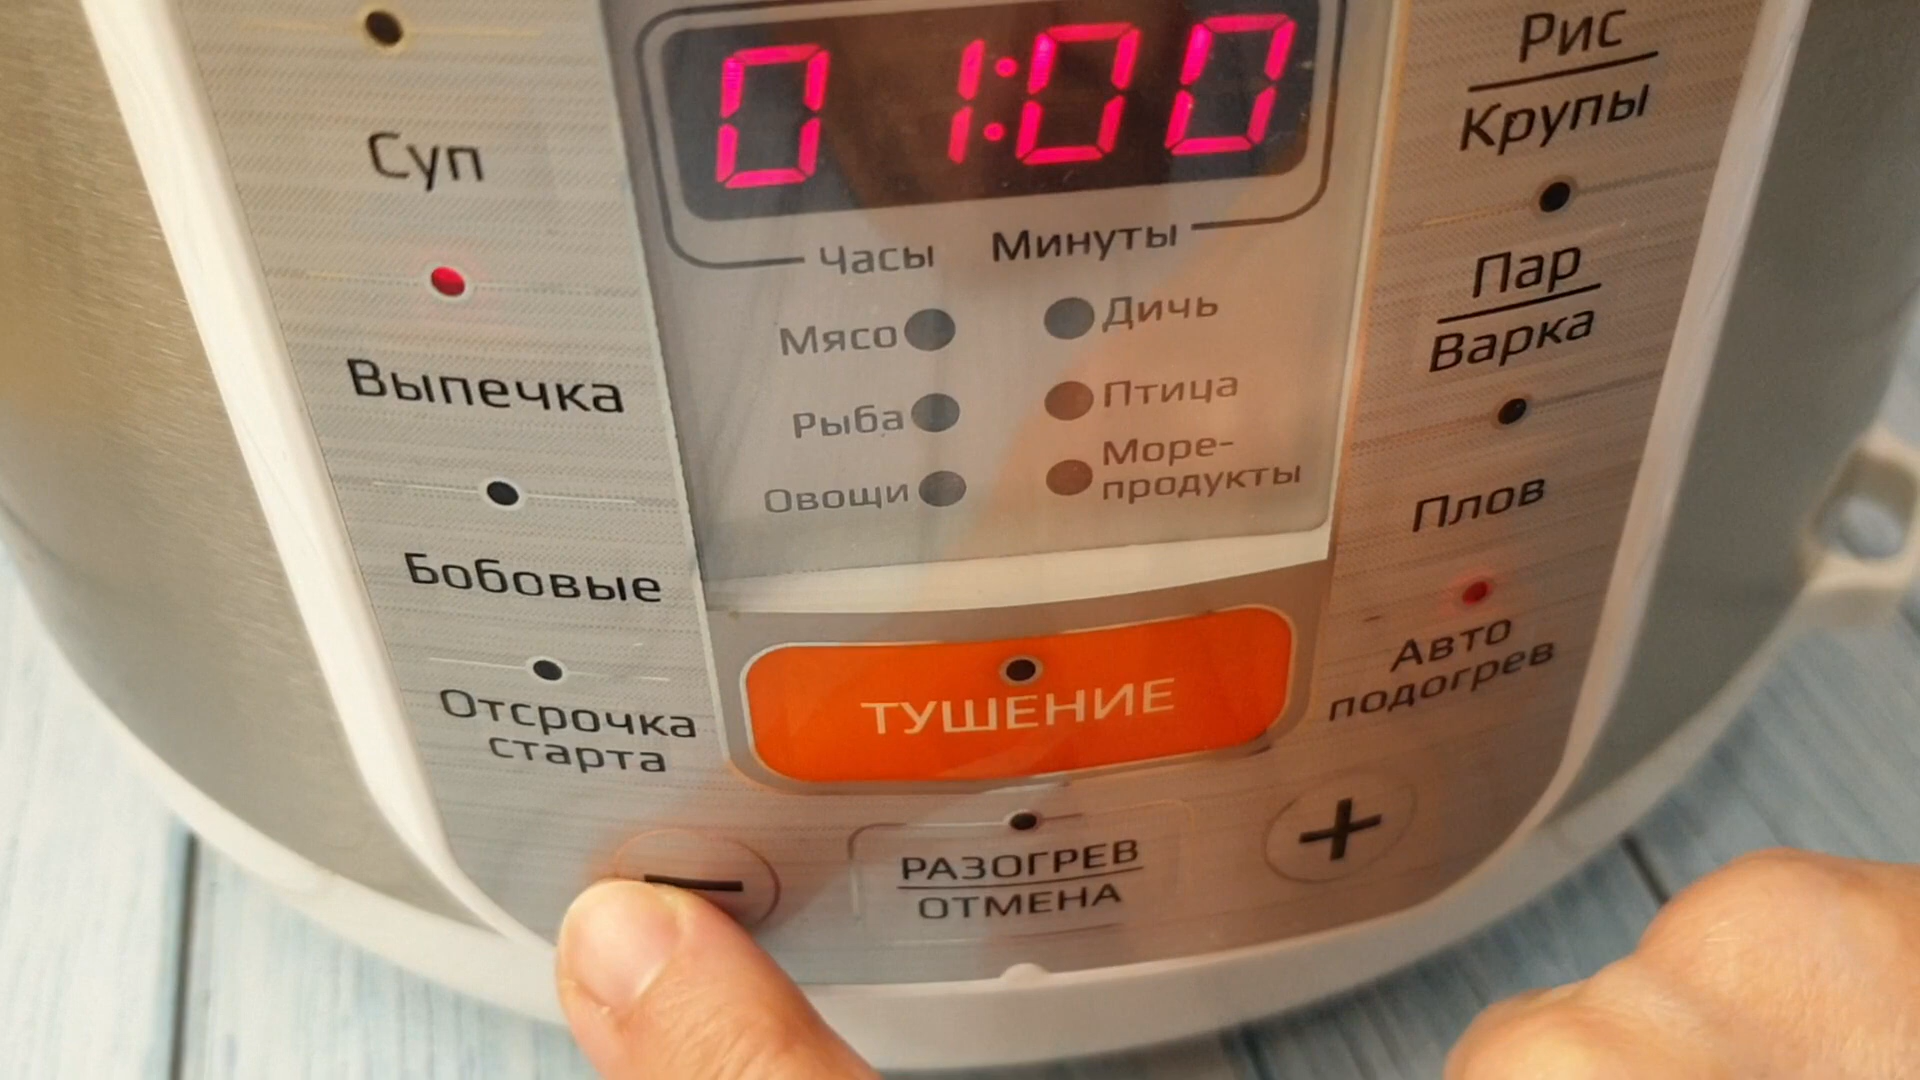 01:00
Часы Минуты
Суп
Выпечка
Бобовые
Отсрочка
старта
Мясо
Рыба
Овощи
Дичь
Птица
Море-
продукты
Рис
Крупы
Пар
Варка
Плов
Авто
подогрев
ТУШЕНИЕ
–
РАЗОГРЕВ
ОТМЕНА
+